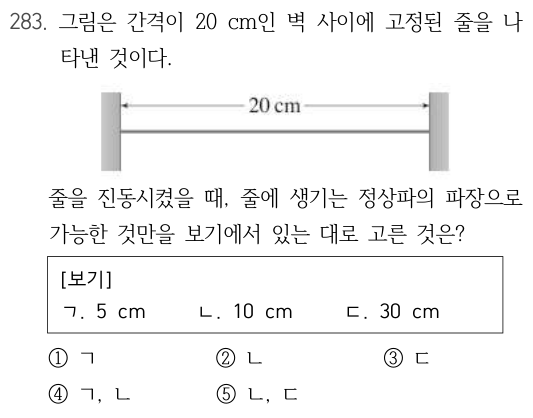 283. 그림은 간격이 20 cm인 벽 사이에 고정된 줄을 나
타낸 것이다.
20 cm
줄을 진동시켰을 때, 줄에 생기는 정상파의 파장으로
가능한 것만을 보기에서 있는 대로 고른 것은?
[보기]
ㄱ. 5 cm ㄴ. 10 cm ㄷ. 30 cm
① ㄱ ② ㄴ ③ ㄷ
④ ㄱ, ㄴ ⑤ ㄴ, ㄷ